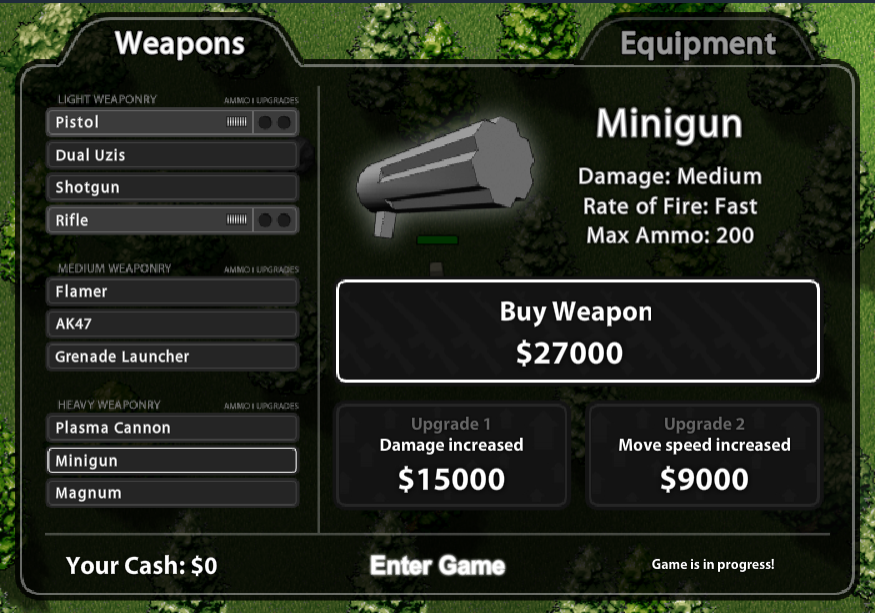 Weapons
Equipment
LIGHT WEAPONRY AMMO | UPGRADES
Pistol
Dual Uzis
Shotgun
Rifle
MEDIUM WEAPONRY AMMO | UPGRADES
Flamer
AK47
Grenade Launcher
HEAVY WEAPONRY AMMO | UPGRADES
Plasma Cannon
Minigun
Magnum
Minigun
Damage: Medium
Rate of Fire: Fast
Max Ammo: 200
Buy Weapon
$27000
Upgrade 1
Damage increased
$15000
Upgrade 2
Move speed increased
$9000
Your Cash: $0
Enter Game
Game is in progress!